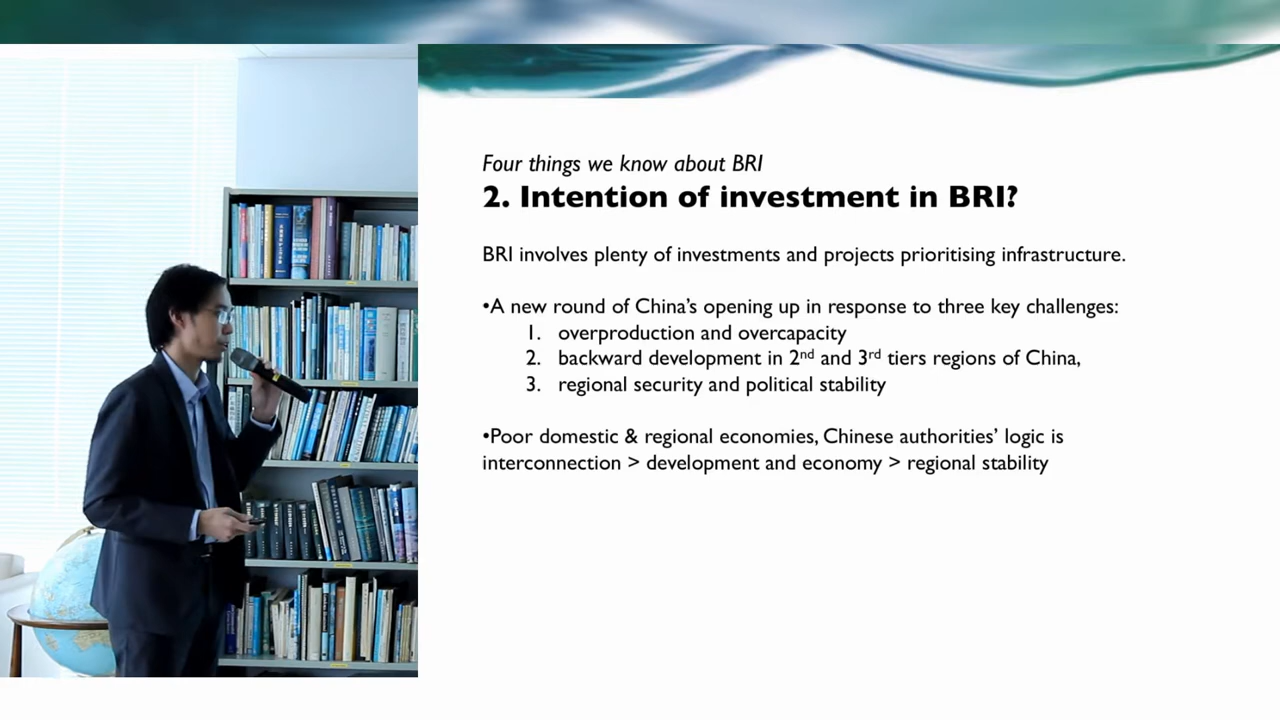 Four things we know about BRI
2. Intention of investment in BRI?
BRI involves plenty of investments and projects prioritising infrastructure.
•A new round of China's opening up in response to three key challenges:
1. overproduction and overcapacity
2. backward development in 2nd and 3rd tiers regions of China,
3. regional security and political stability
•Poor domestic & regional economies, Chinese authorities' logic is
interconnection > development and economy > regional stability